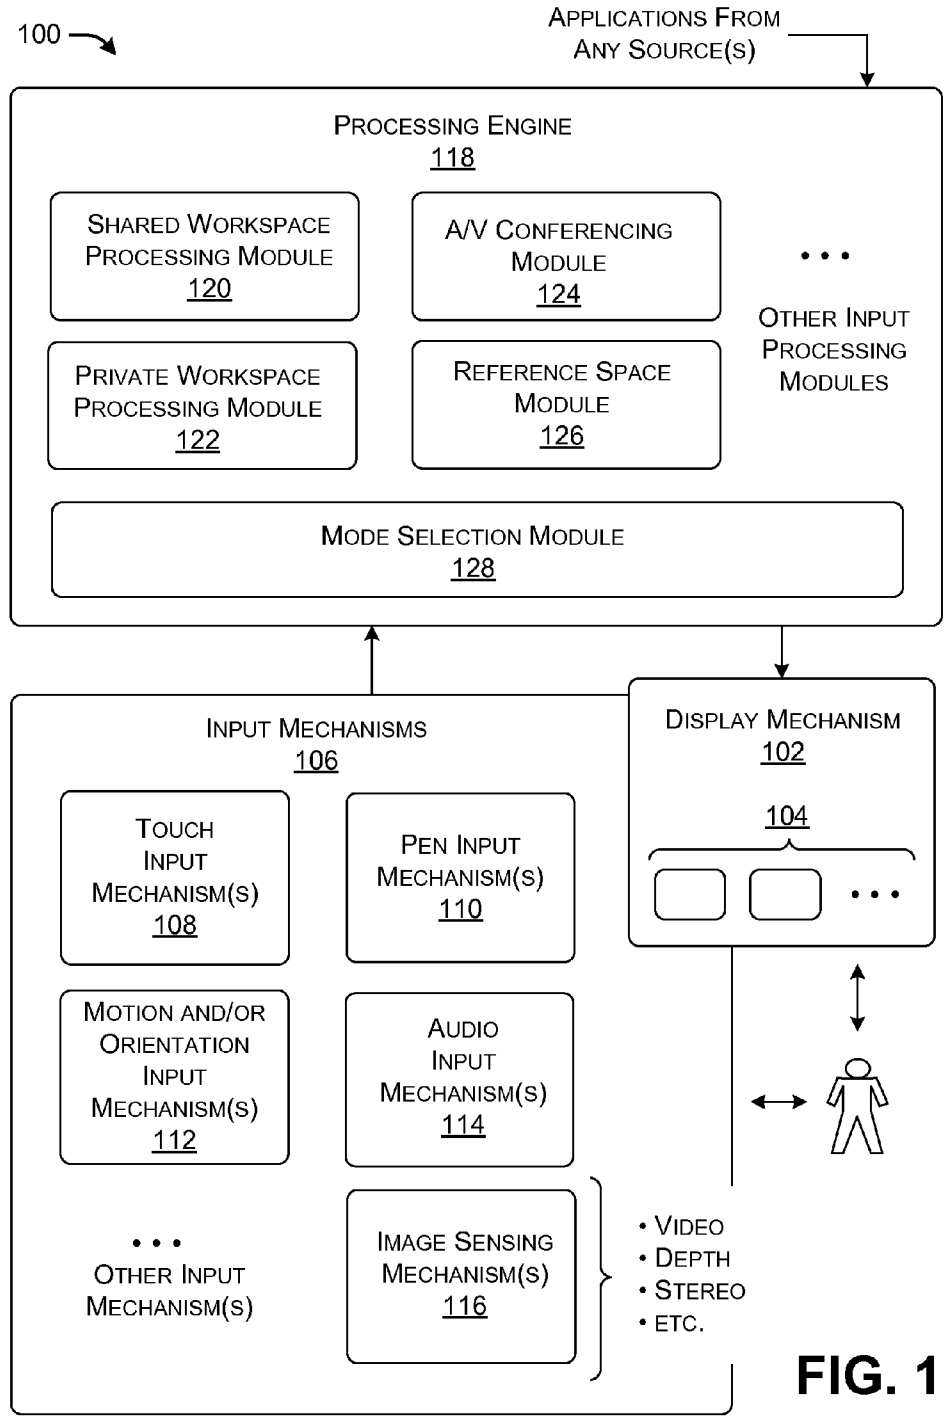 100
APPLICATIONS FROM
ANY SOURCE(S)
PROCESSING ENGINE
118
SHARED WORKSPACE
PROCESSING MODULE
120
A/V CONFERENCING
MODULE
124
• • •
OTHER INPUT
PROCESSING
MODULES
PRIVATE WORKSPACE
PROCESSING MODULE
122
REFERENCE SPACE
MODULE
126
MODE SELECTION MODULE
128
INPUT MECHANISMS
106
DISPLAY MECHANISM
102
104
• • •
TOUCH
INPUT
MECHANISM(S)
108
PEN INPUT
MECHANISM(S)
110
MOTION AND/OR
ORIENTATION
INPUT
MECHANISM(S)
112
AUDIO
INPUT
MECHANISM(S)
114
• • •
OTHER INPUT
MECHANISM(S)
IMAGE SENSING
MECHANISM(S)
116
• VIDEO
• DEPTH
• STEREO
• ETC.
FIG. 1